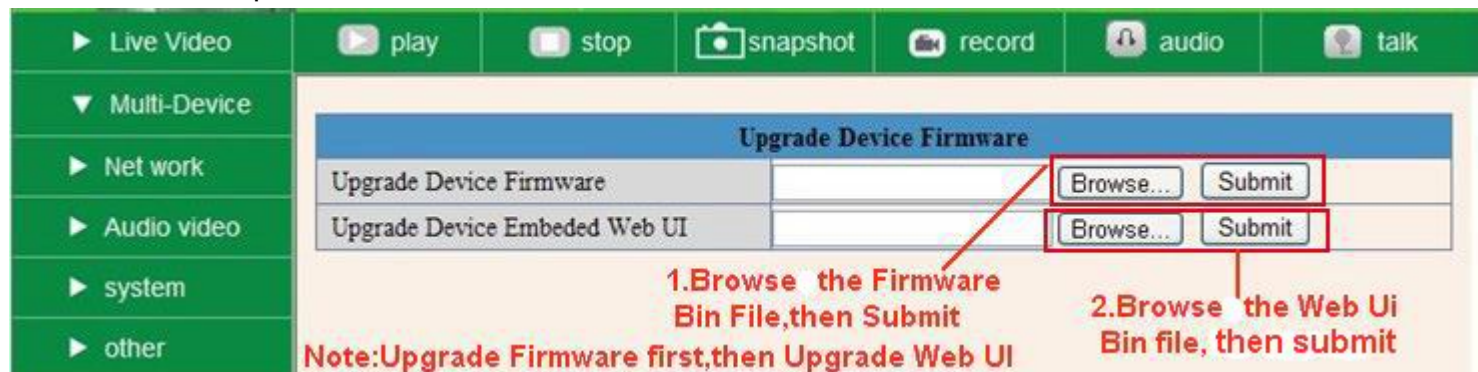 Live Video
play
stop
snapshot
record
audio
talk
Multi-Device
Net work
Audio video
system
other
Upgrade Device Firmware
Upgrade Device Firmware
Browse... Submit
Upgrade Device Embeded Web UI
Browse... Submit
1.Browse the Firmware
Bin File,then Submit
2.Browse the Web Ui
Bin file, then submit
Note:Upgrade Firmware first,then Upgrade Web UI